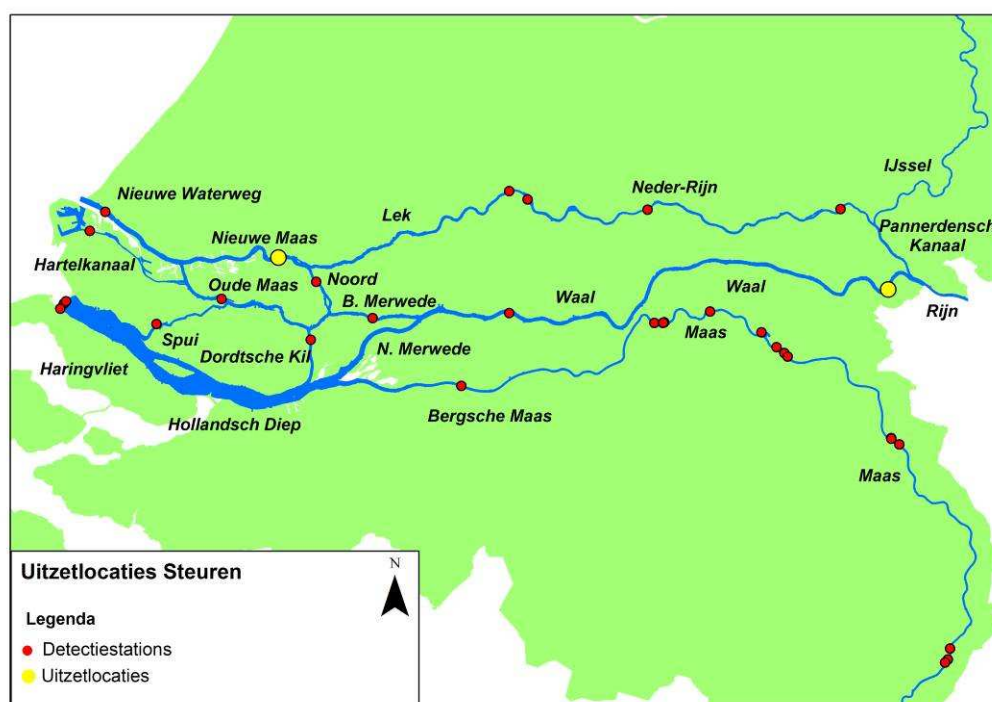 IJssel
Nieuwe Waterweg
Neder-Rijn
Lek
Pannerdensch
Kanaal
Nieuwe Maas
Hartelkanaal
Noord
Oude Maas
B. Merwede
Waal
Waal
Rijn
Spui
Maas
Dordtsche Kil
N. Merwede
Haringvliet
Bergsche Maas
Hollandsch Diep
Maas
N
Uitzetlocaties Steuren
Legenda
Detectiestations
Uitzetlocaties